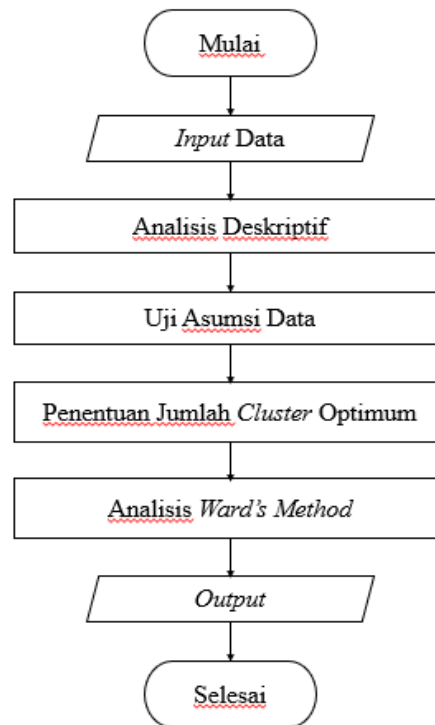 Mulai
Input Data
Analisis Deskriptif
Uji Asumsi Data
Penentuan Jumlah Cluster Optimum
Analisis Ward's Method
Output
Selesai